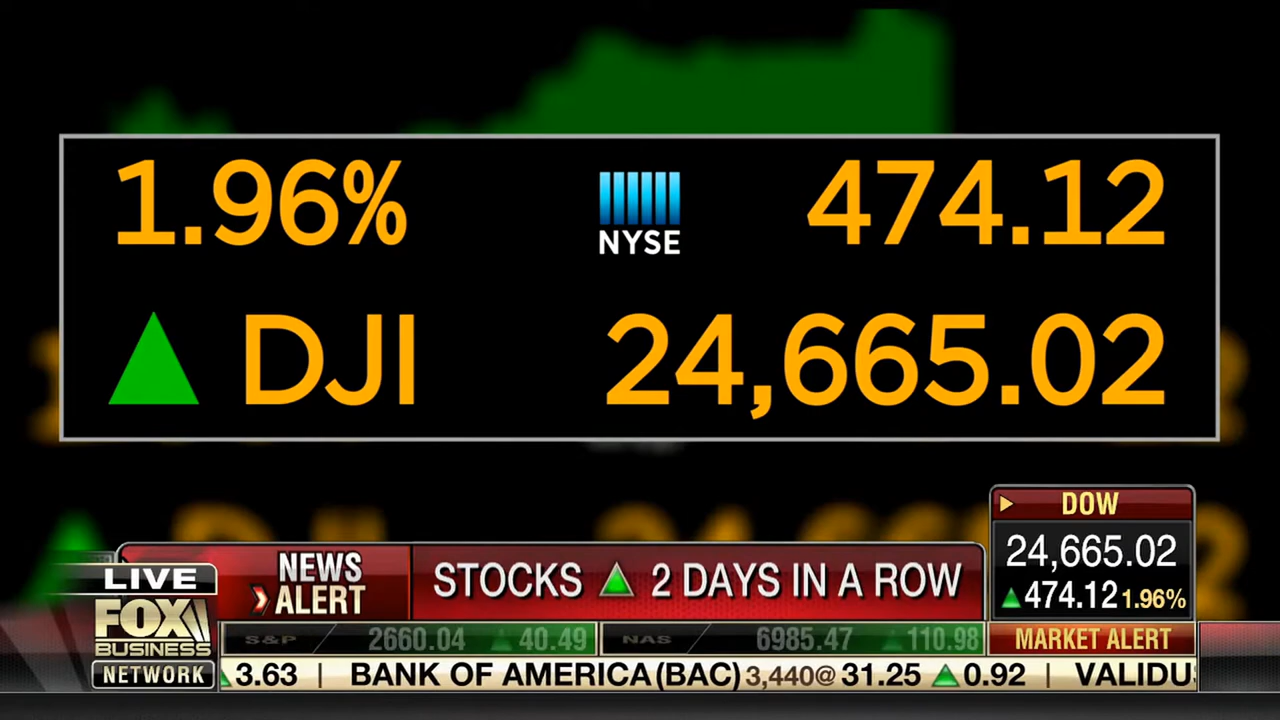 1.96%
NYSE
474.12
▲ DJI
24,665.02
DOW
24,665.02
▲474.12 1.96%
MARKET ALERT
NEWS ALERT
STOCKS ▲ 2 DAYS IN A ROW
LIVE
FOX
BUSINESS
NETWORK
S&P 2660.04 ▲ 40.49
NAS 6985.47 ▲ 110.98
▲3.63 | BANK OF AMERICA (BAC) 3,440@ 31.25 ▲0.92 | VALIDUS